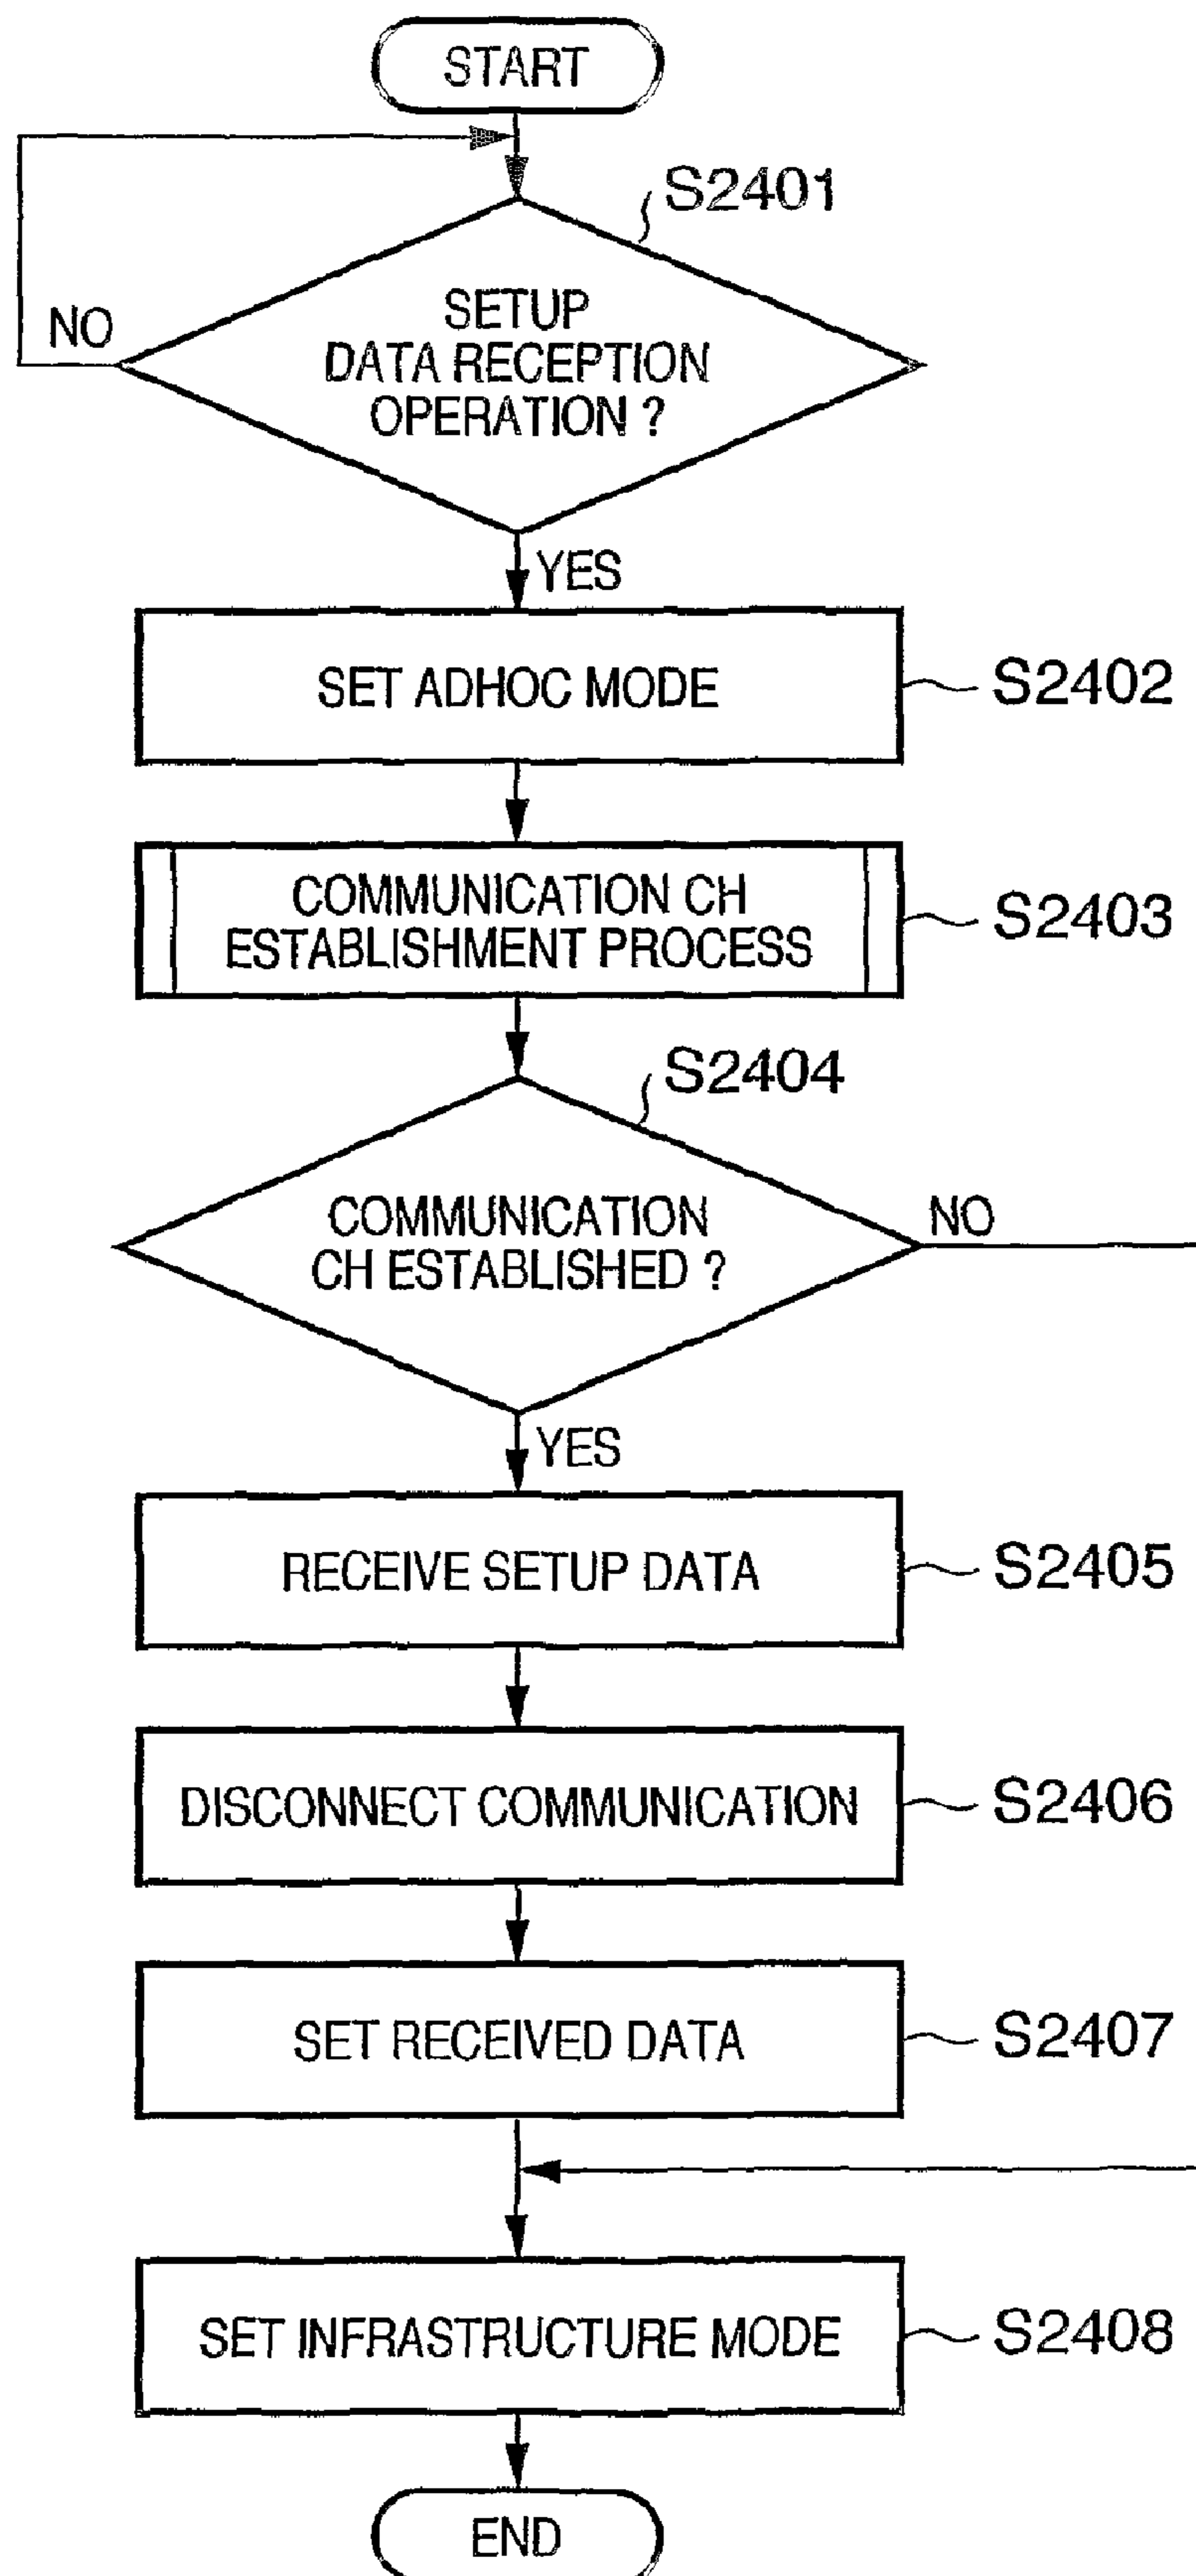 START
S2401
NO
SETUP
DATA RECEPTION
OPERATION ?
YES
SET ADHOC MODE
S2402
COMMUNICATION CH
ESTABLISHMENT PROCESS
S2403
S2404
COMMUNICATION
CH ESTABLISHED ?
NO
YES
RECEIVE SETUP DATA
S2405
DISCONNECT COMMUNICATION
S2406
SET RECEIVED DATA
S2407
SET INFRASTRUCTURE MODE
S2408
END